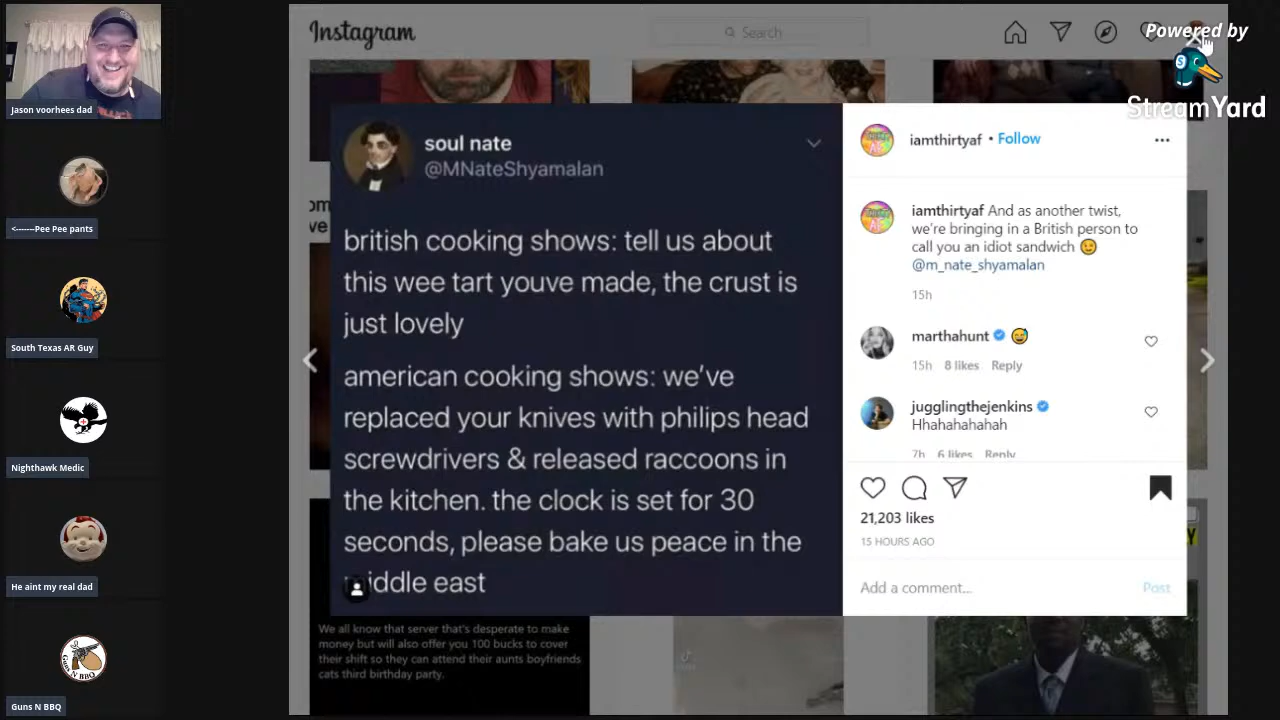 Instagram
Search
Powered by
StreamYard
Jason voorhees dad
<------Pee Pee pants
South Texas AR Guy
Nighthawk Medic
He aint my real dad
Guns N BBQ
soul nate
@MNateShyamalan
british cooking shows: tell us about
this wee tart youve made, the crust is
just lovely
american cooking shows: we've
replaced your knives with philips head
screwdrivers & released raccoons in
the kitchen. the clock is set for 30
seconds, please bake us peace in the
middle east
iamthirtyaf • Follow
iamthirtyaf And as another twist,
we're bringing in a British person to
call you an idiot sandwich 😉
@m_nate_shyamalan
15h
marthahunt 😅
15h 8 likes Reply
jugglingthejenkins
Hhahahahahah
7h 6 likes Reply
21,203 likes
15 HOURS AGO
Add a comment...
Post
We all know that server that's desperate to make
money but will also offer you 100 bucks to cover
their shift so they can attend their aunts boyfriends
cats third birthday party.